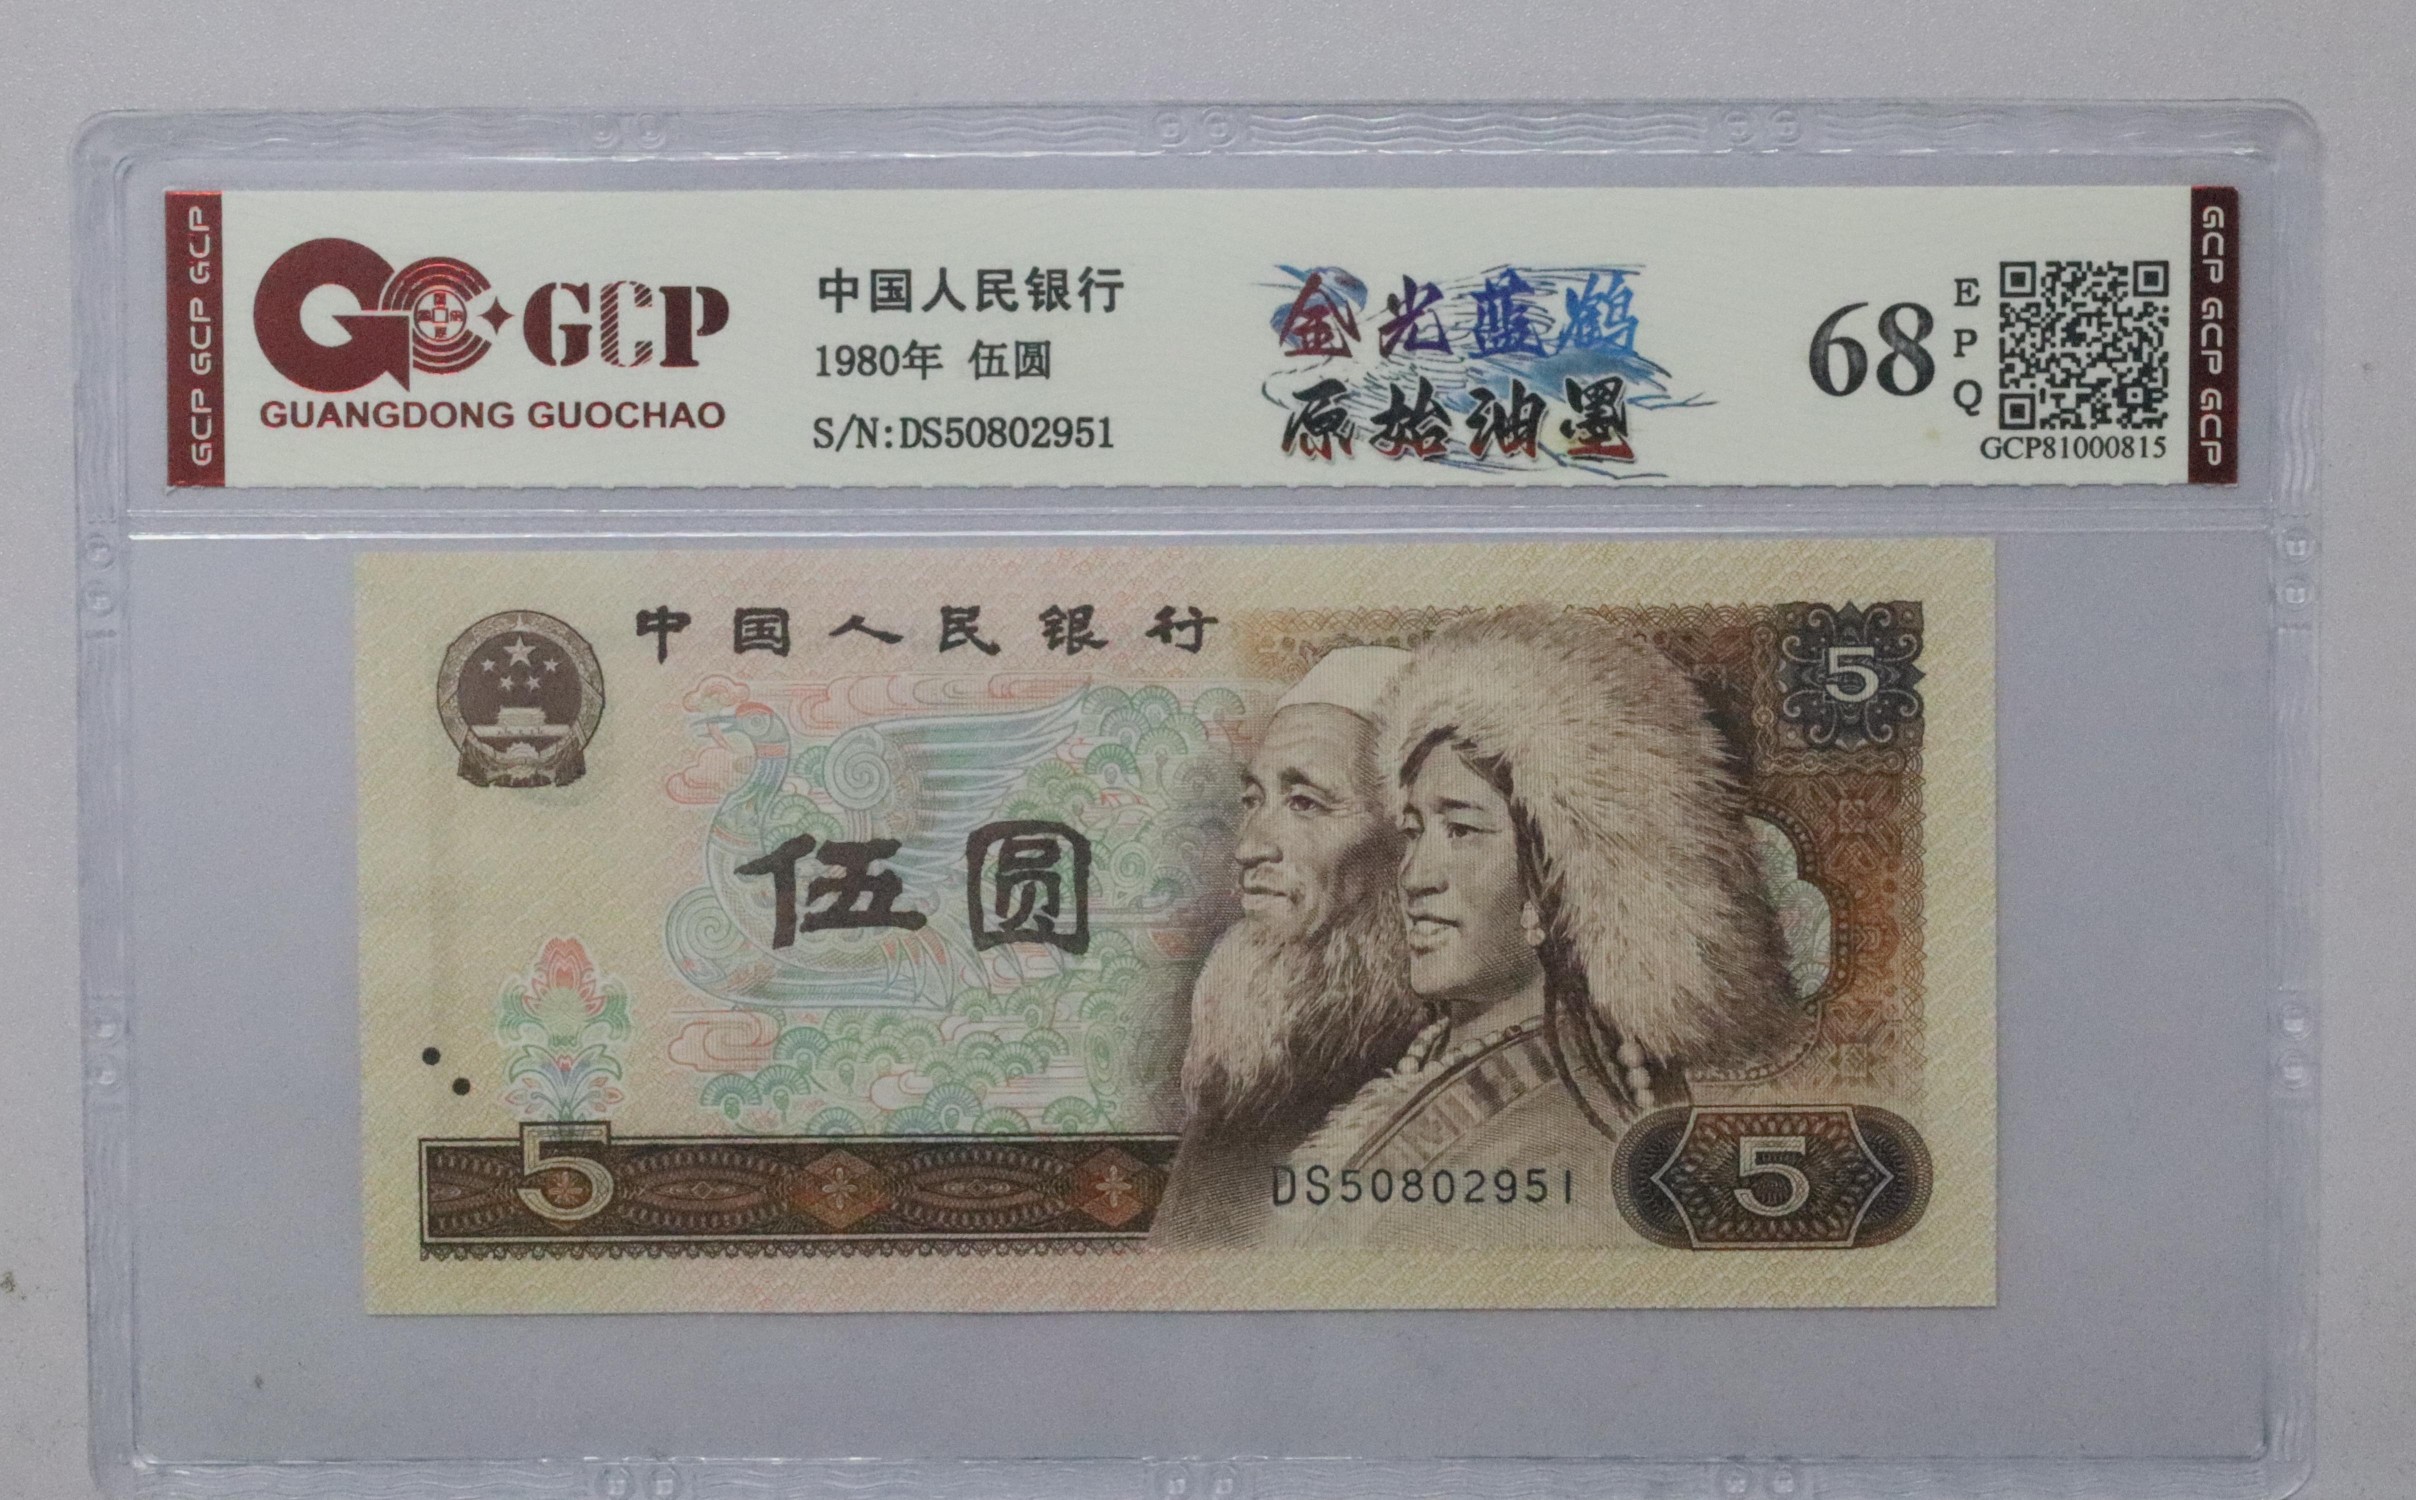 GCP GCP GCP
GCP
GUANGDONG GUOCHAO
中国人民银行
1980年 伍圆
S/N:DS50802951
金光蓝鹤
原始油墨
68
EPQ
GCP81000815
GCP GCP GCP
中国人民银行
5
伍圆
5
DS50802951
5